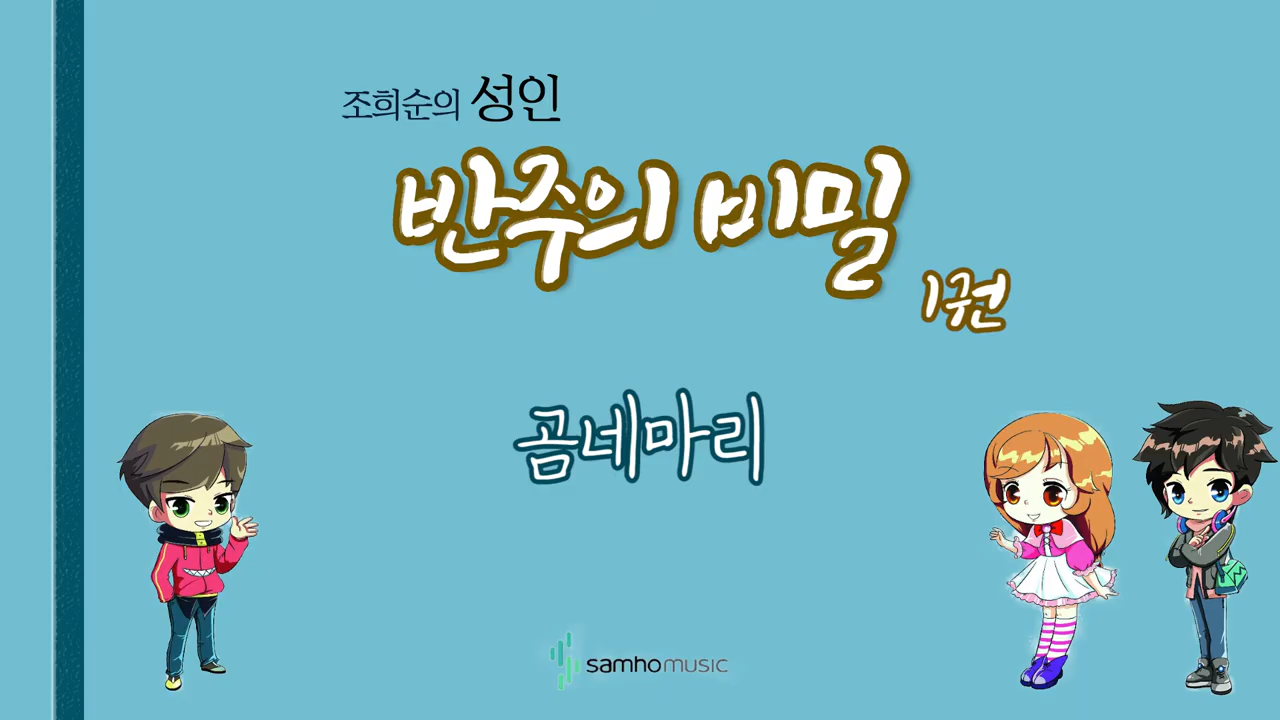 조희순의 성인
반주의 비밀
1권
곰네마리
samhomusic